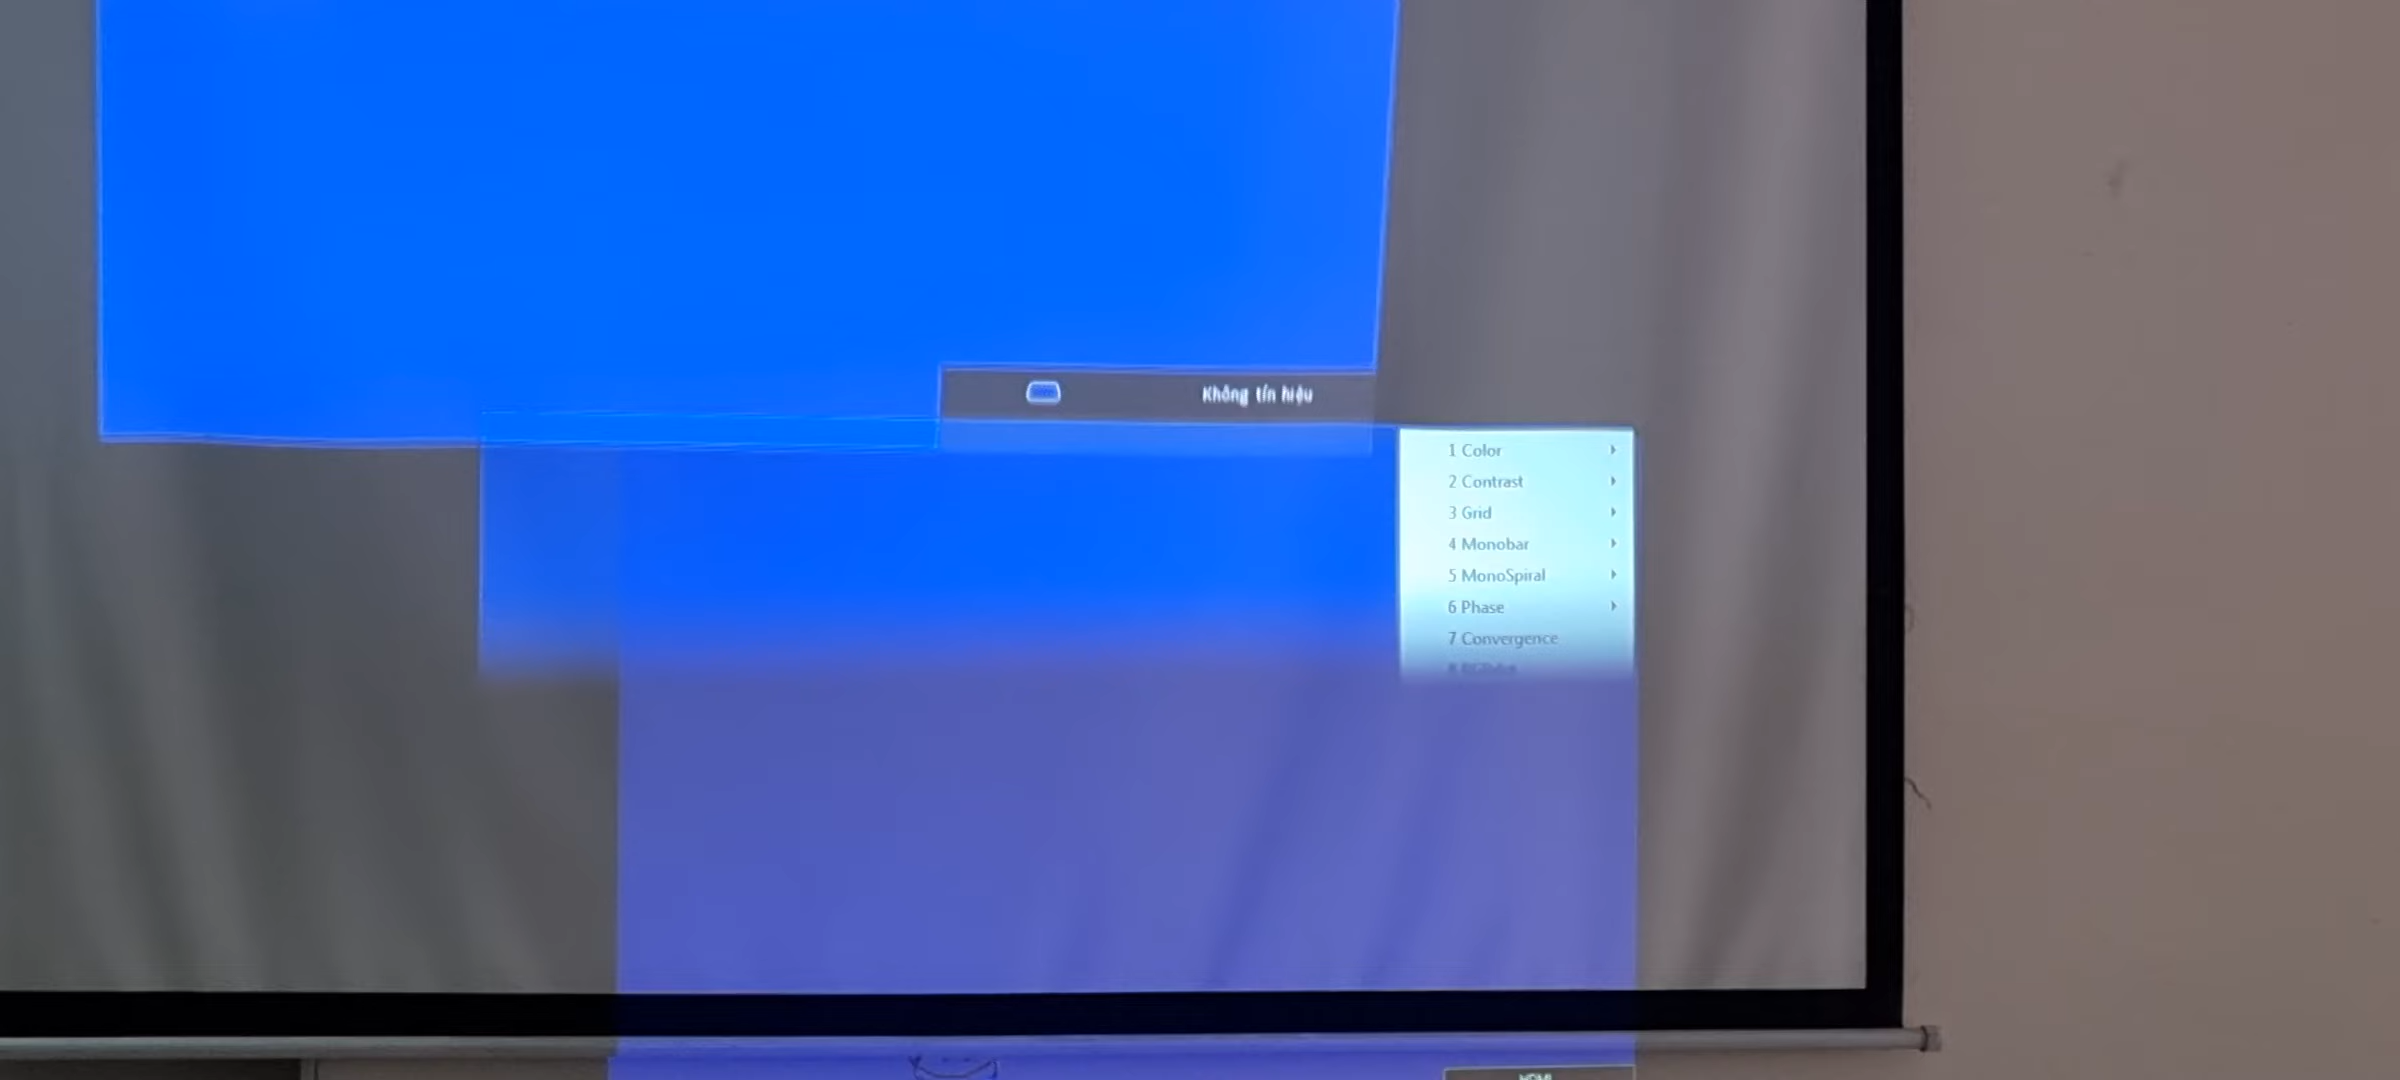 Không tín hiệu
1 Color
2 Contrast
3 Grid
4 Monobar
5 MonoSpiral
6 Phase
7 Convergence